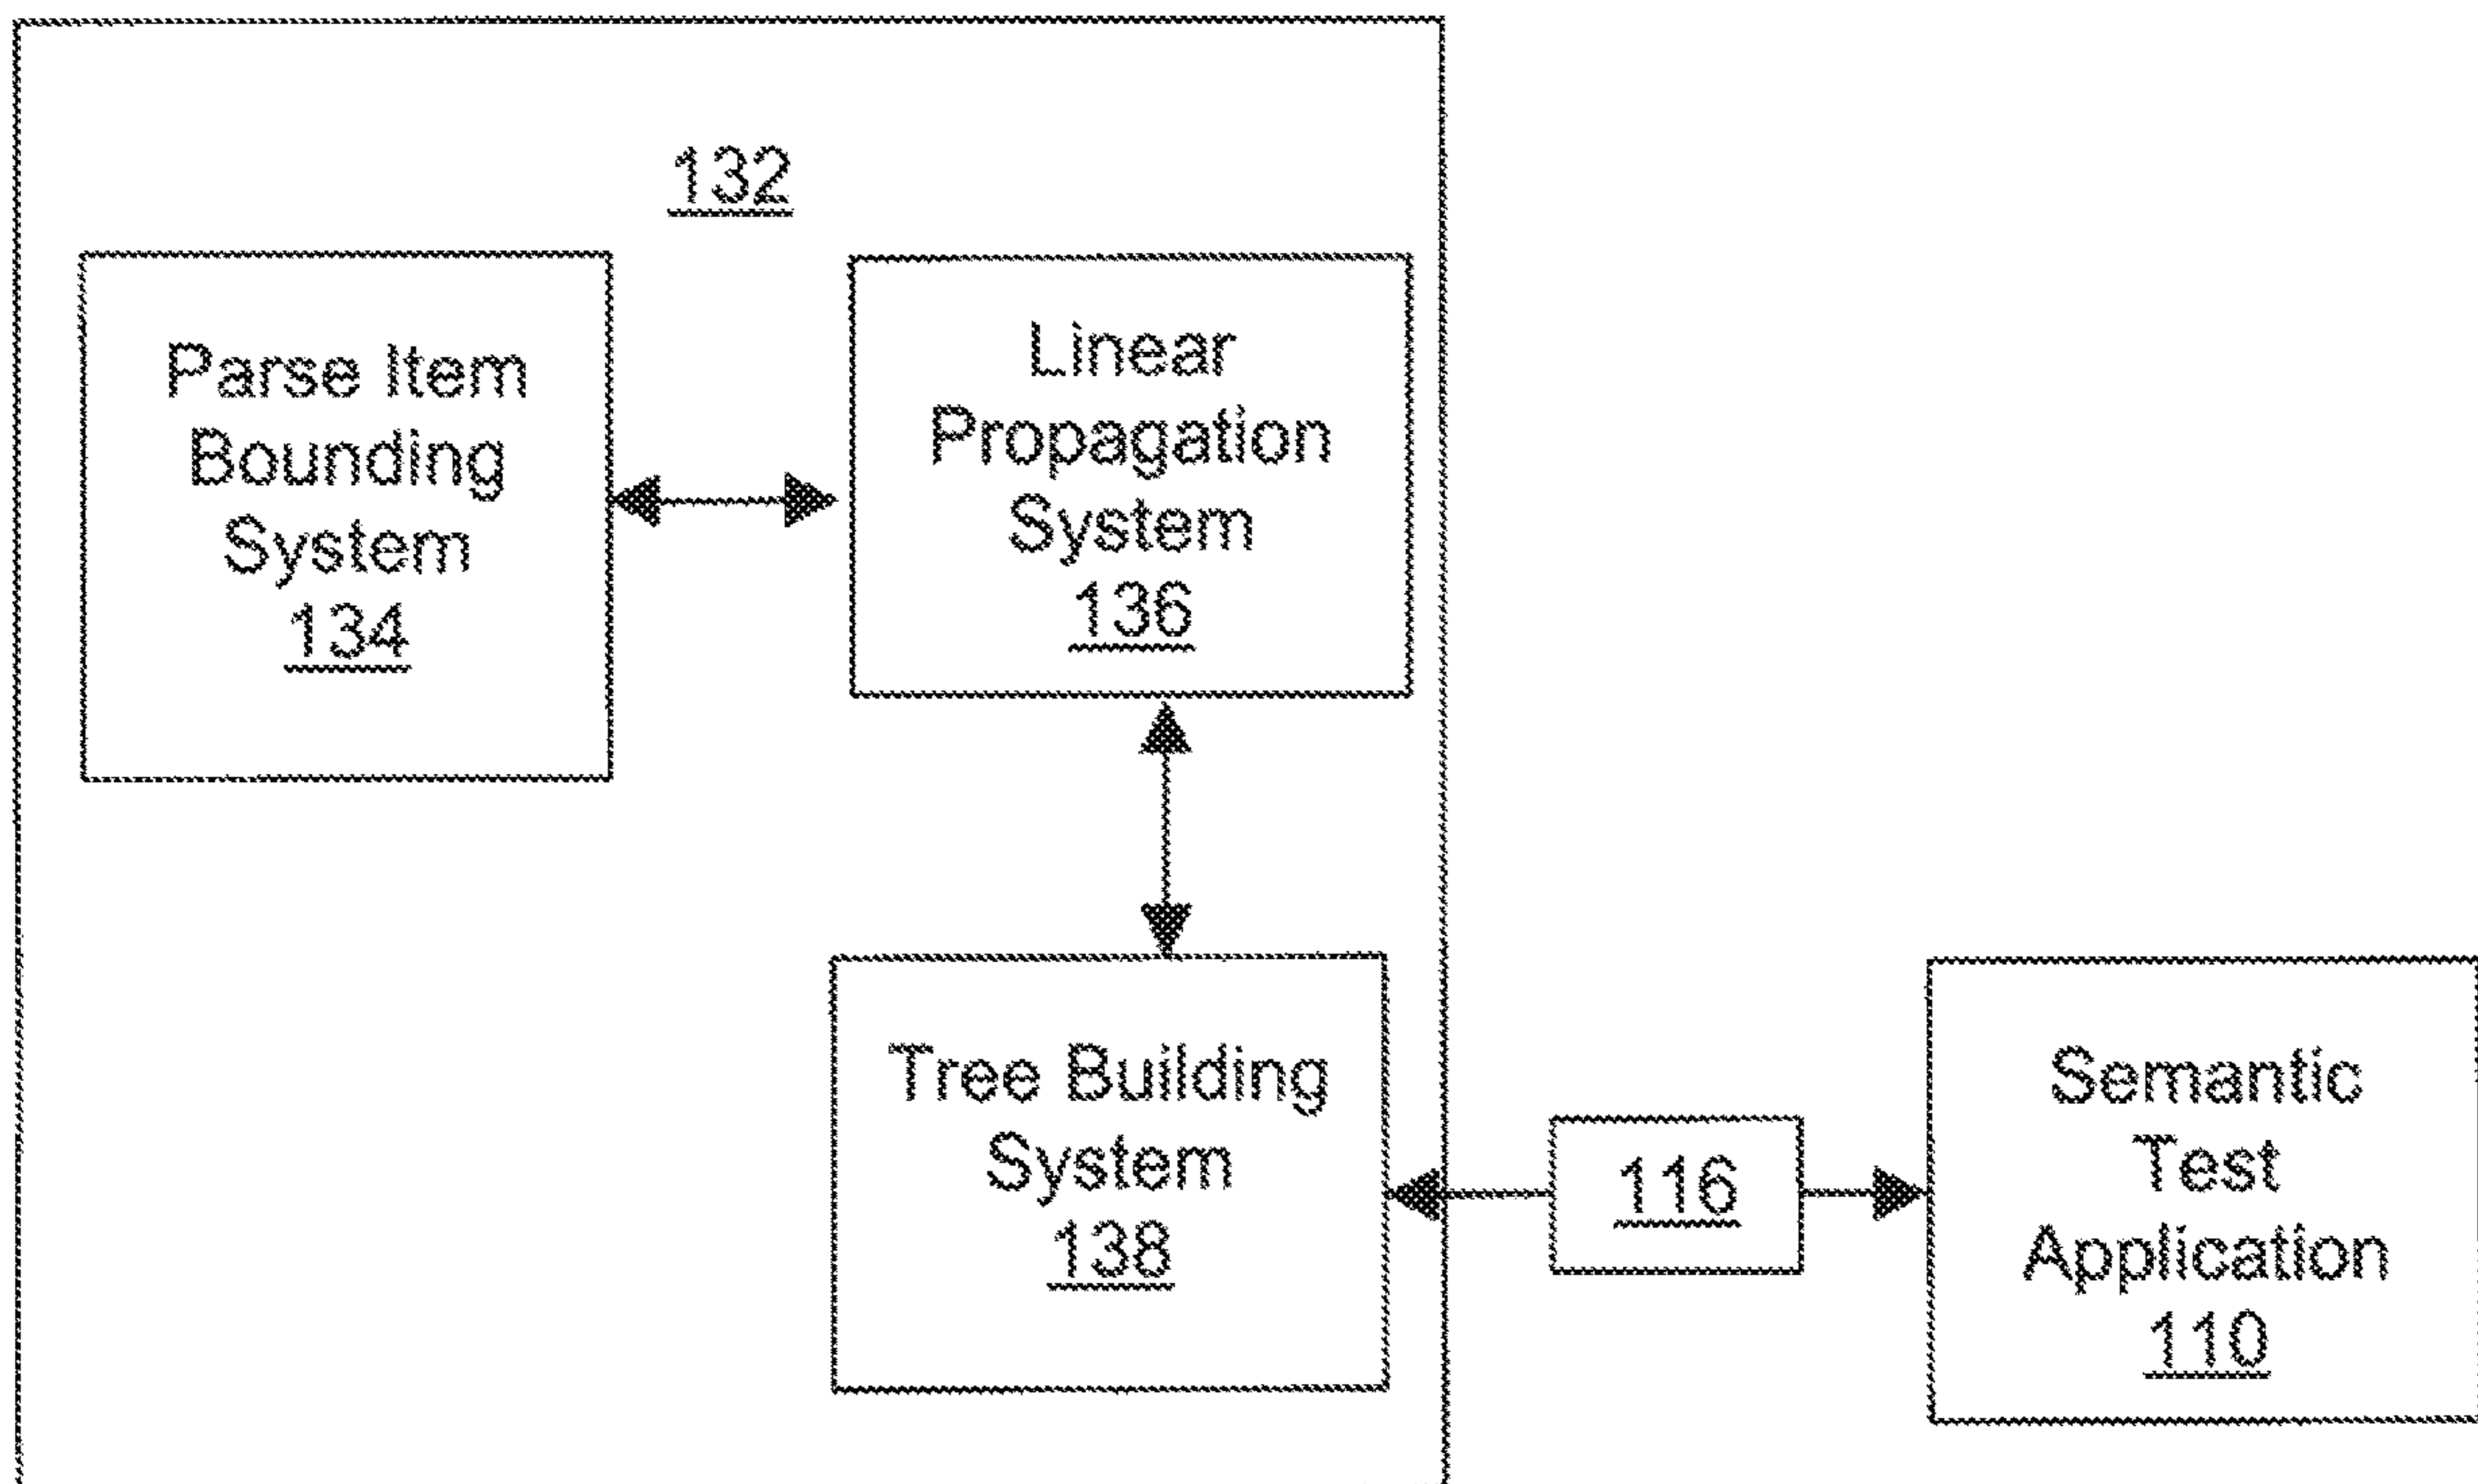 132
Parse Item
Bounding
System
134
Linear
Propagation
System
136
Tree Building
System
138
116
Semantic
Test
Application
110